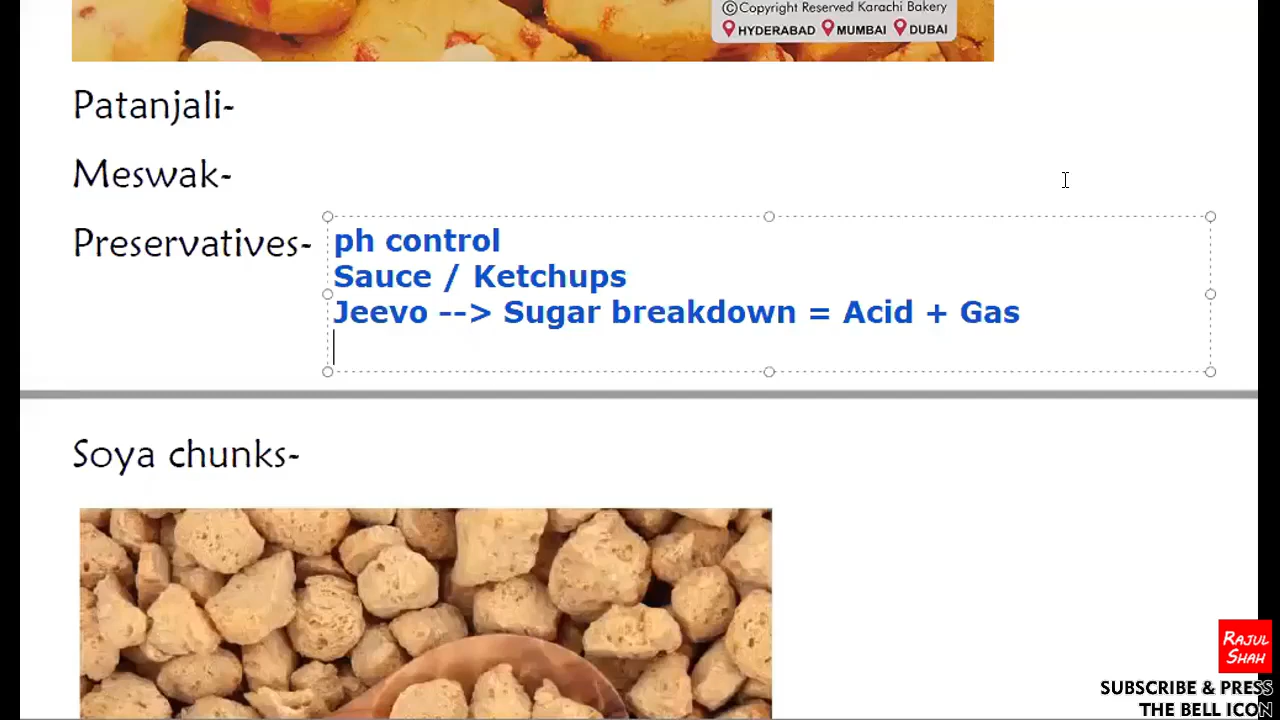 ©Copyright Reserved Karachi Bakery
HYDERABAD MUMBAI DUBAI
Patanjali-
Meswak-
Preservatives-
ph control
Sauce / Ketchups
Jeevo --> Sugar breakdown = Acid + Gas
Soya chunks-
RAJUL
SHAH
SUBSCRIBE & PRESS
THE BELL ICON